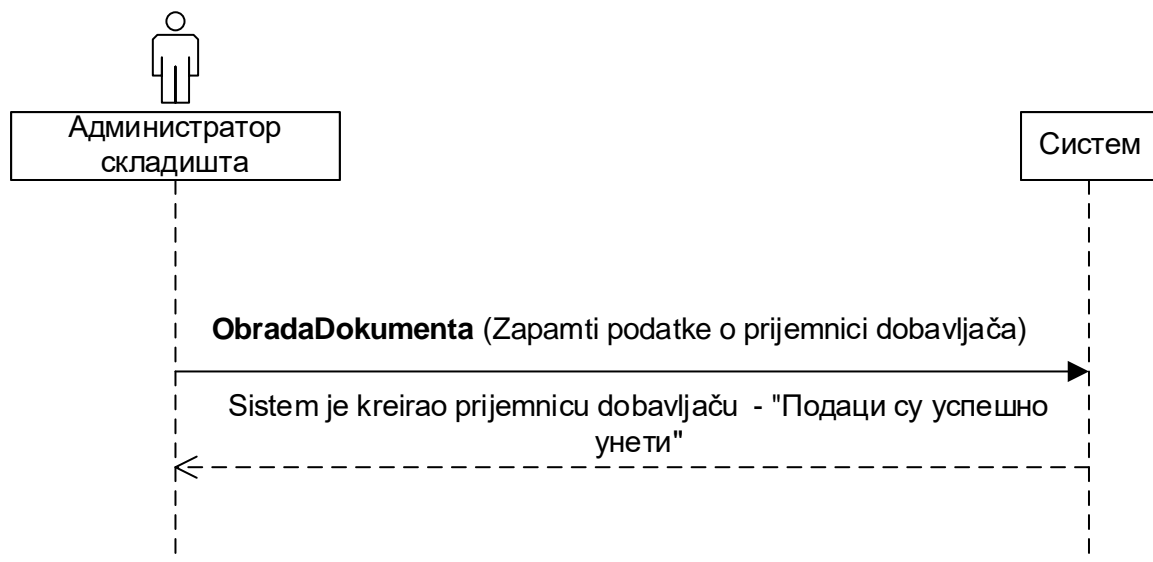 Администратор
складишта
Систем
ObradaDokumenta (Zapamti podatke o prijemnici dobavljača)
Sistem je kreirao prijemnicu dobavljaču - "Подаци су успешно
унети"